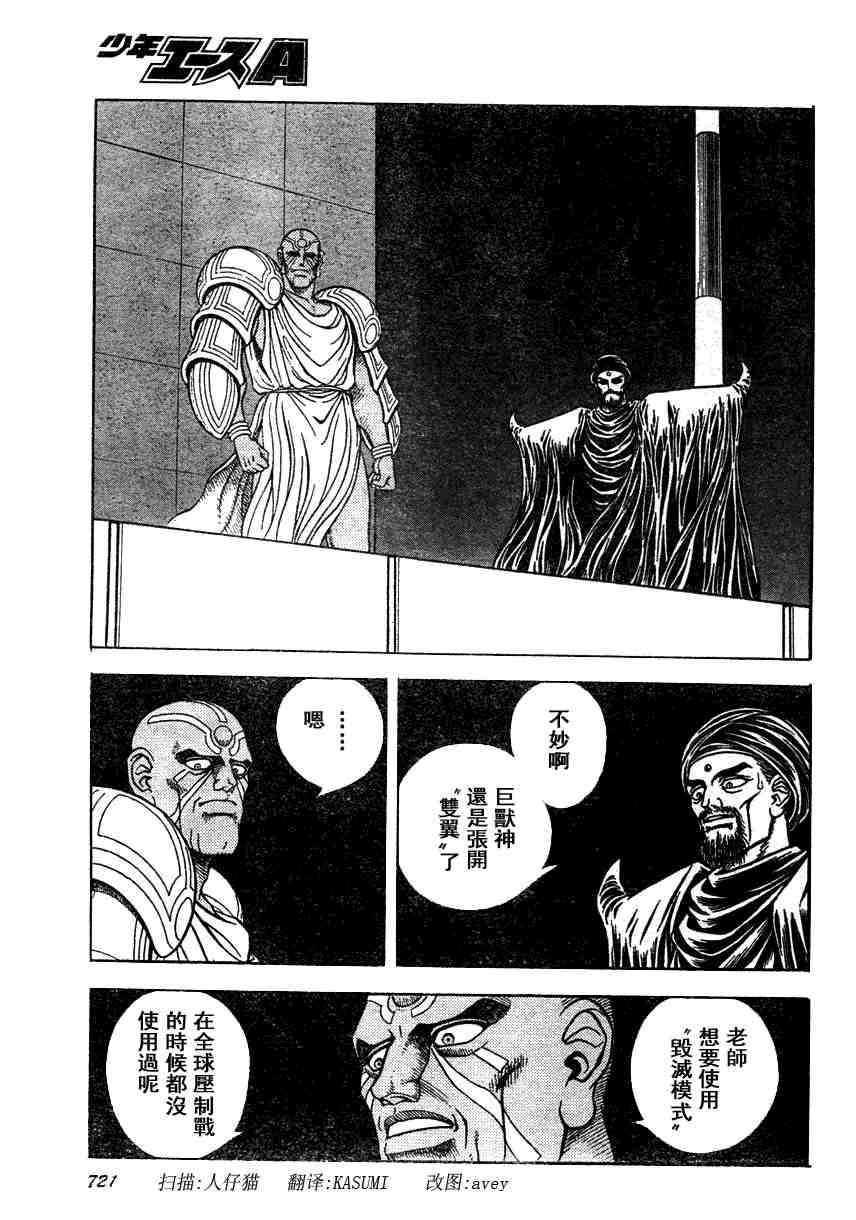 少年エースA
不妙啊
巨獸神
還是張開
〝雙翼〞了
……
嗯
老師
想要使用
〝毀滅模式〞
在全球壓制戰
的時候都沒
使用過呢
721 扫描:人仔猫 翻译:KASUMI 改图:avey